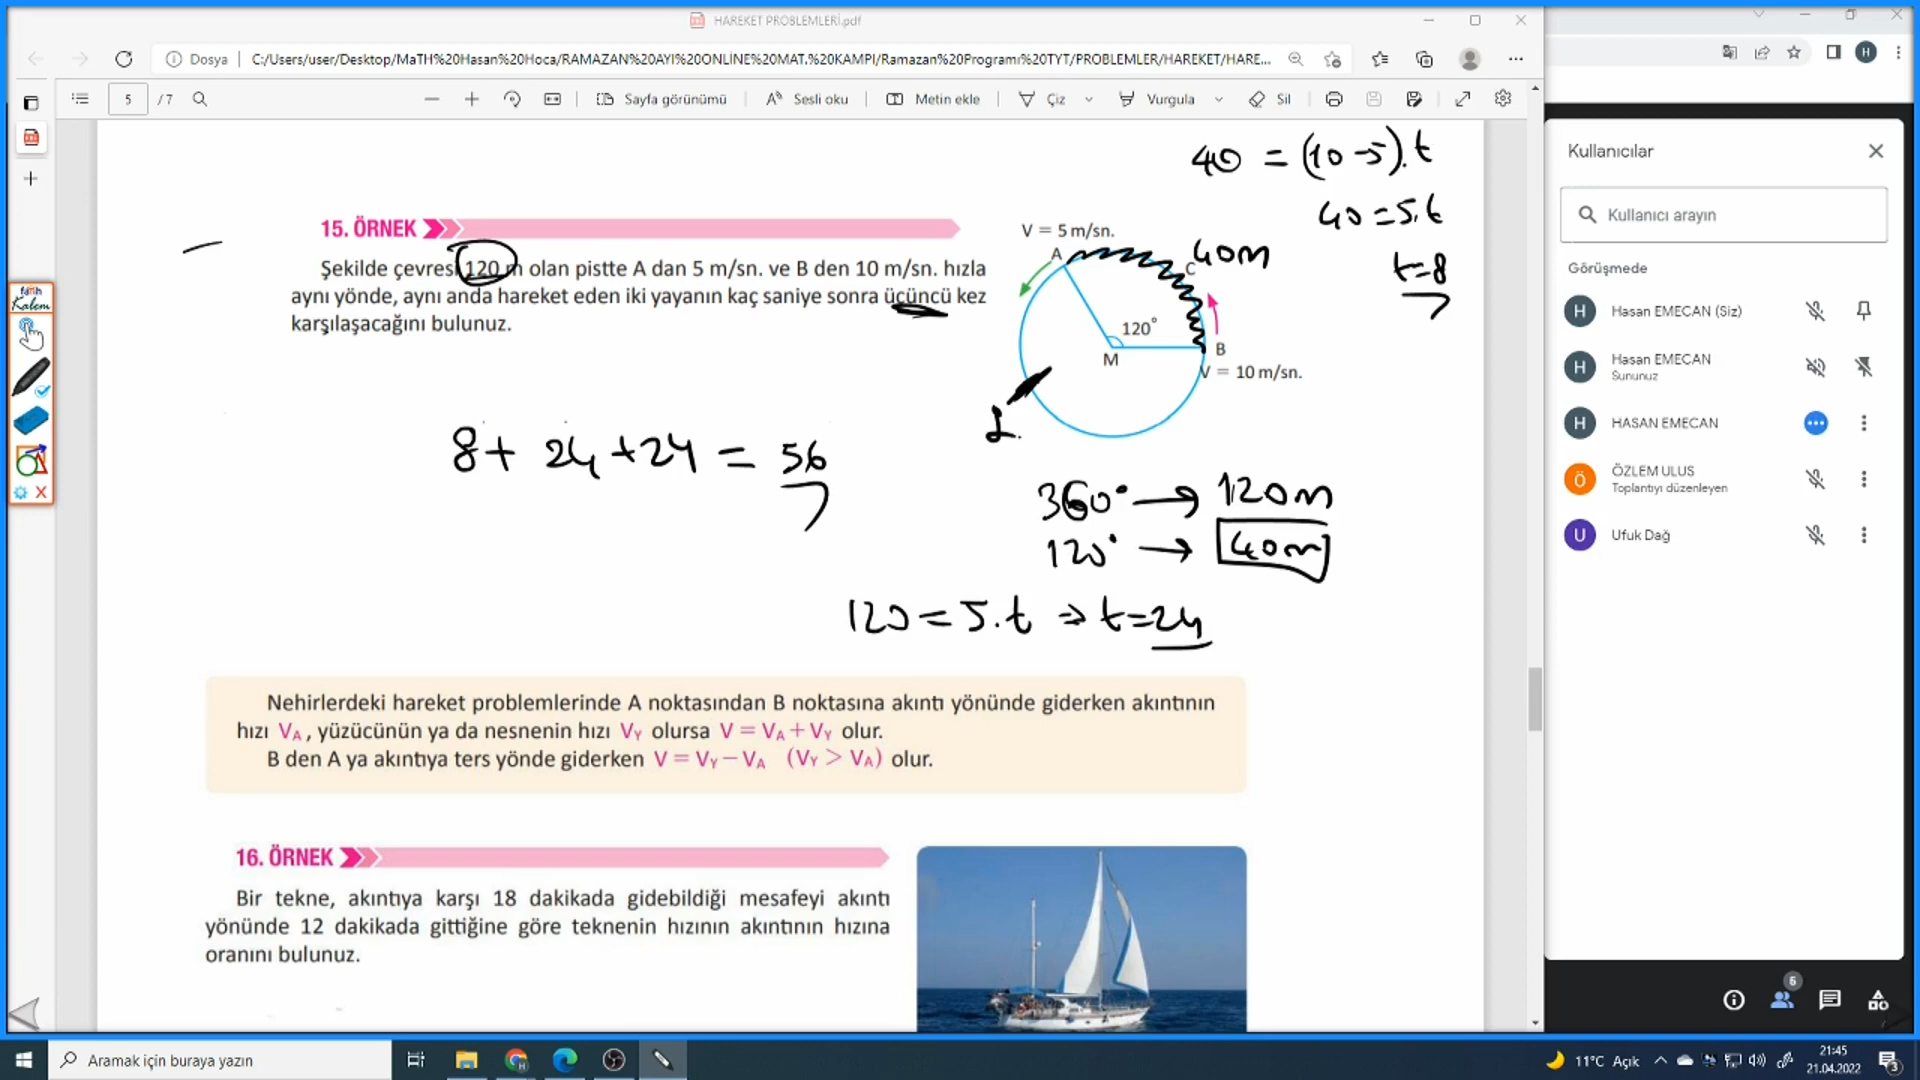 HAREKET PROBLEMLERİ.pdf
Dosya C:/Users/user/Desktop/MaTH%20Hasan%20Hoca/RAMAZAN%20AYI%20ONLİNE%20MAT.%20KAMPI/Ramazan%20Programı%20TYT/PROBLEMLER/HAREKET/HARE...
H
5 /7 Sayfa görünümü Sesli oku Metin ekle Çiz Vurgula Sil
40 = (10-5).t
40 = 5.t
t=8
15. ÖRNEK
Şekilde çevresi 120 m olan pistte A dan 5 m/sn. ve B den 10 m/sn. hızla
aynı yönde, aynı anda hareket eden iki yayanın kaç saniye sonra üçüncü kez
karşılaşacağını bulunuz.
V = 5 m/sn.
A
C
40m
120°
M
B
V = 10 m/sn.
8 + 24 + 24 = 56
360° → 120m
120° → 40m
120 = 5.t ⇒ t=24
Nehirlerdeki hareket problemlerinde A noktasından B noktasına akıntı yönünde giderken akıntının
hızı VA, yüzücünün ya da nesnenin hızı VY olursa V = VA + VY olur.
B den A ya akıntıya ters yönde giderken V = VY − VA (VY > VA) olur.
16. ÖRNEK
Bir tekne, akıntıya karşı 18 dakikada gidebildiği mesafeyi akıntı
yönünde 12 dakikada gittiğine göre teknenin hızının akıntının hızına
oranını bulunuz.
fatih
Kalem
Kullanıcılar
Kullanıcı arayın
Görüşmede
H Hasan EMECAN (Siz)
H Hasan EMECAN
Sununuz
H HASAN EMECAN
Ö ÖZLEM ULUS
Toplantıyı düzenleyen
U Ufuk Dağ
6
Aramak için buraya yazın
11°C Açık
21:45
21.04.2022
3